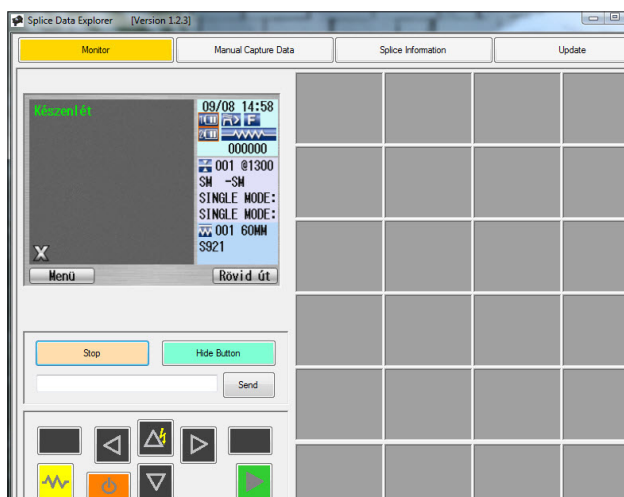 Splice Data Explorer [Version 1.2.3]
Monitor
Manual Capture Data
Splice Information
Update
Készenlét
09/08 14:58
F
000000
001 @1300
SM -SM
SINGLE MODE:
SINGLE MODE:
001 60MM
S921
X
Menü
Rövid út
Stop
Hide Button
Send